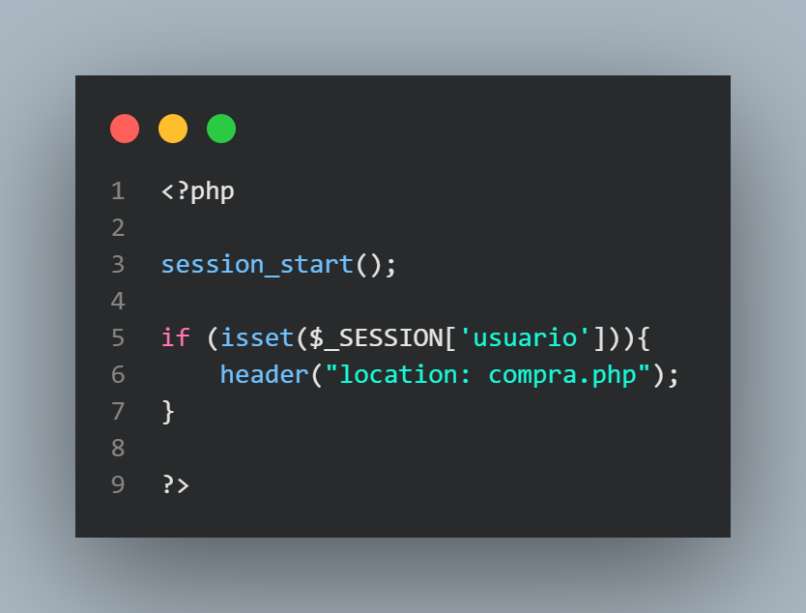 1 <?php
2
3 session_start();
4
5 if (isset($_SESSION['usuario'])){
6     header("location: compra.php");
7 }
8
9 ?>